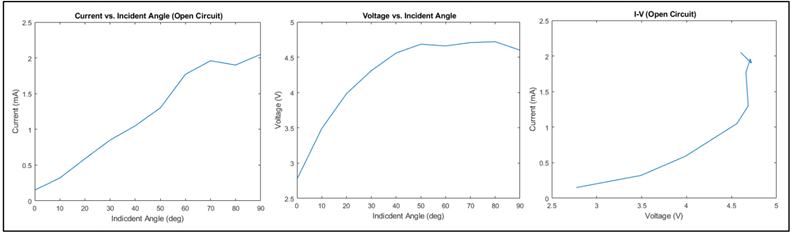 Current vs. Incident Angle (Open Circuit)
2.5
2
1.5
1
0.5
0
Current (mA)
0 10 20 30 40 50 60 70 80 90
Indicdent Angle (deg)
Voltage vs. Incident Angle
5
4.5
4
3.5
3
2.5
Voltage (V)
0 10 20 30 40 50 60 70 80 90
Indicdent Angle (deg)
I-V (Open Circuit)
2.5
2
1.5
1
0.5
0
Current (mA)
2.5 3 3.5 4 4.5 5
Voltage (V)